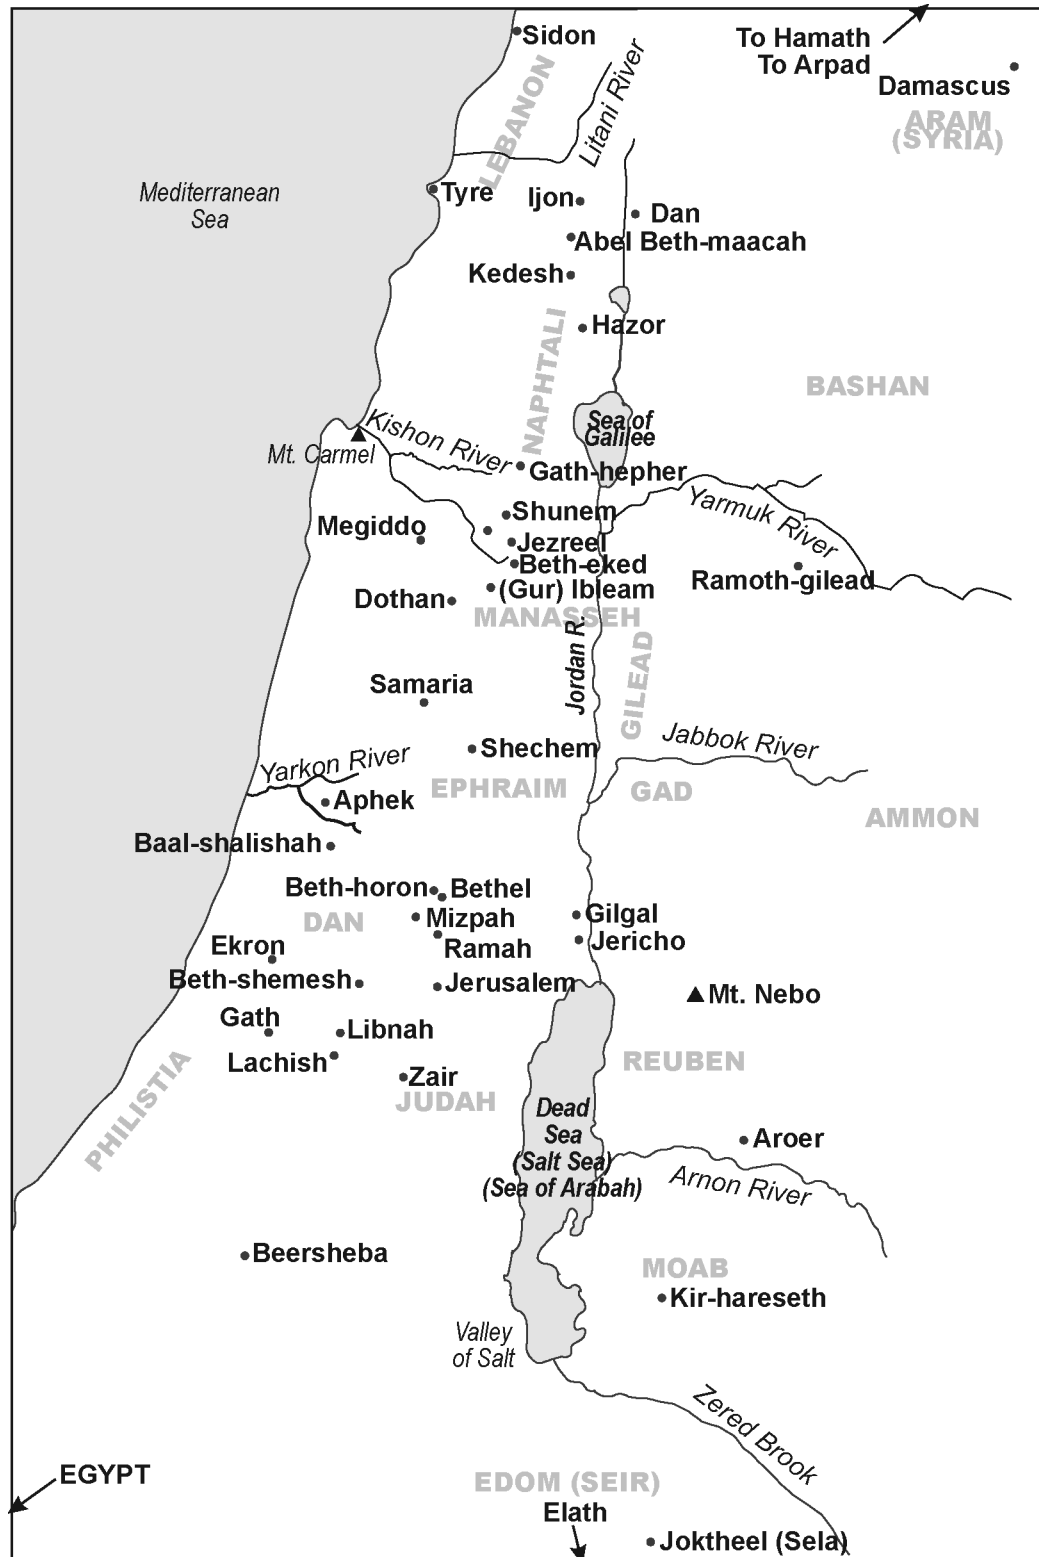 Sidon
To Hamath
To Arpad
Damascus
ARAM
(SYRIA)
LEBANON
Litani River
Mediterranean
Sea
Tyre
Ijon
Dan
Abel Beth-maacah
Kedesh
Hazor
NAPHTALI
BASHAN
Sea of
Galilee
Kishon River
Mt. Carmel
Gath-hepher
Yarmuk River
Shunem
Megiddo
Jezreel
Beth-eked
Ramoth-gilead
(Gur) Ibleam
Dothan
MANASSEH
Jordan R.
GILEAD
Samaria
Shechem
Jabbok River
Yarkon River
EPHRAIM
GAD
Aphek
AMMON
Baal-shalishah
Beth-horon
Bethel
DAN
Mizpah
Gilgal
Ramah
Jericho
Ekron
Beth-shemesh
Jerusalem
Mt. Nebo
Gath
Libnah
Lachish
REUBEN
Zair
JUDAH
PHILISTIA
Dead
Sea
(Salt Sea)
(Sea of Arabah)
Aroer
Arnon River
Beersheba
MOAB
Kir-hareseth
Valley
of Salt
Zered Brook
EGYPT
EDOM (SEIR)
Elath
Joktheel (Sela)